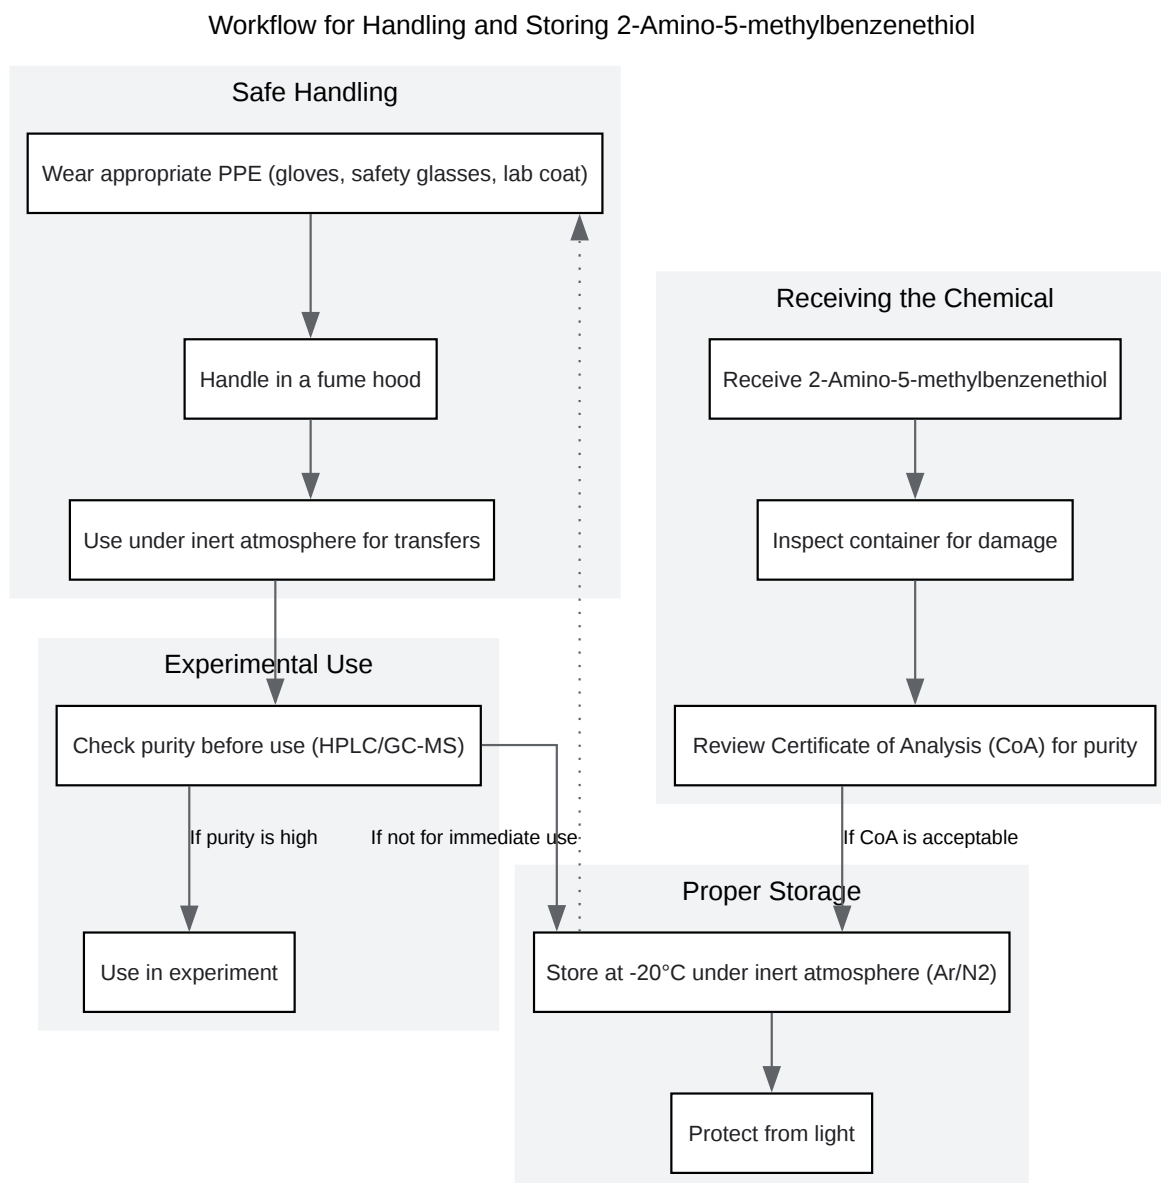 Workflow for Handling and Storing 2-Amino-5-methylbenzenethiol
Safe Handling
Wear appropriate PPE (gloves, safety glasses, lab coat)
Handle in a fume hood
Use under inert atmosphere for transfers
Receiving the Chemical
Receive 2-Amino-5-methylbenzenethiol
Inspect container for damage
Review Certificate of Analysis (CoA) for purity
Experimental Use
Check purity before use (HPLC/GC-MS)
If purity is high
If not for immediate use
If CoA is acceptable
Use in experiment
Proper Storage
Store at -20°C under inert atmosphere (Ar/N2)
Protect from light